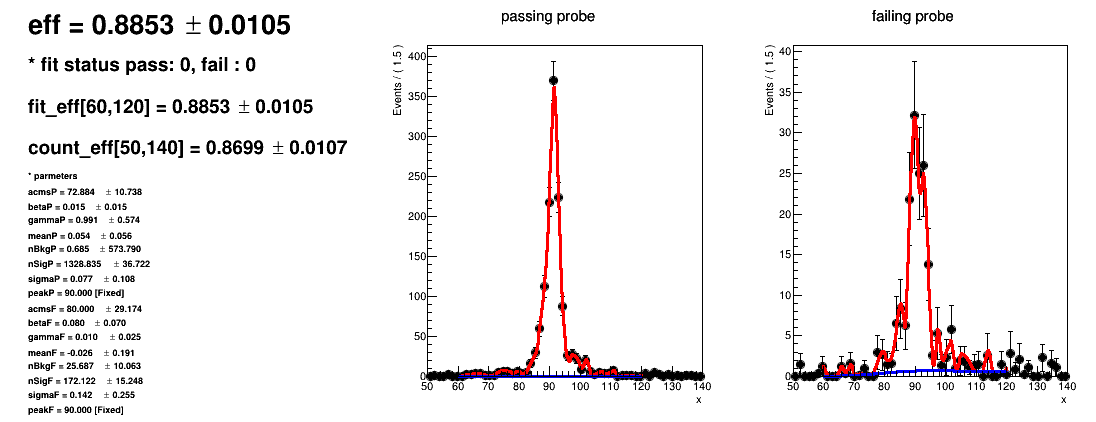 eff = 0.8853 ± 0.0105
* fit status pass: 0, fail : 0
fit_eff[60,120] = 0.8853 ± 0.0105
count_eff[50,140] = 0.8699 ± 0.0107
* parmeters
acmsP = 72.884 ± 10.738
betaP = 0.015 ± 0.015
gammaP = 0.991 ± 0.574
meanP = 0.054 ± 0.056
nBkgP = 0.685 ± 573.790
nSigP = 1328.835 ± 36.722
sigmaP = 0.077 ± 0.108
peakP = 90.000 [Fixed]
acmsF = 80.000 ± 29.174
betaF = 0.080 ± 0.070
gammaF = 0.010 ± 0.025
meanF = -0.026 ± 0.191
nBkgF = 25.687 ± 10.063
nSigF = 172.122 ± 15.248
sigmaF = 0.142 ± 0.255
peakF = 90.000 [Fixed]
passing probe
Events / ( 1.5 )
400
350
300
250
200
150
100
50
0
50 60 70 80 90 100 110 120 130 140
x
failing probe
Events / ( 1.5 )
40
35
30
25
20
15
10
5
0
50 60 70 80 90 100 110 120 130 140
x